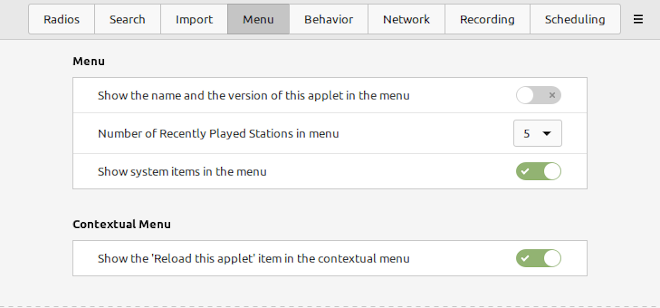 Radios Search Import Menu Behavior Network Recording Scheduling
Menu
Show the name and the version of this applet in the menu
Number of Recently Played Stations in menu 5
Show system items in the menu
Contextual Menu
Show the 'Reload this applet' item in the contextual menu